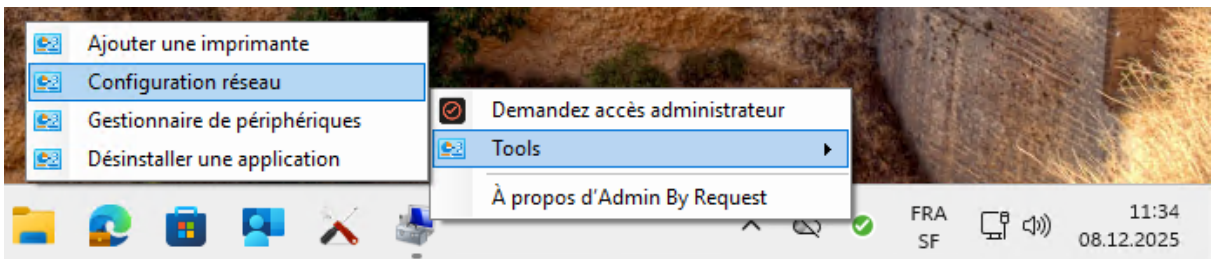 Ajouter une imprimante
Configuration réseau
Gestionnaire de périphériques
Désinstaller une application
Demandez accès administrateur
Tools
À propos d'Admin By Request
FRA
SF
11:34
08.12.2025